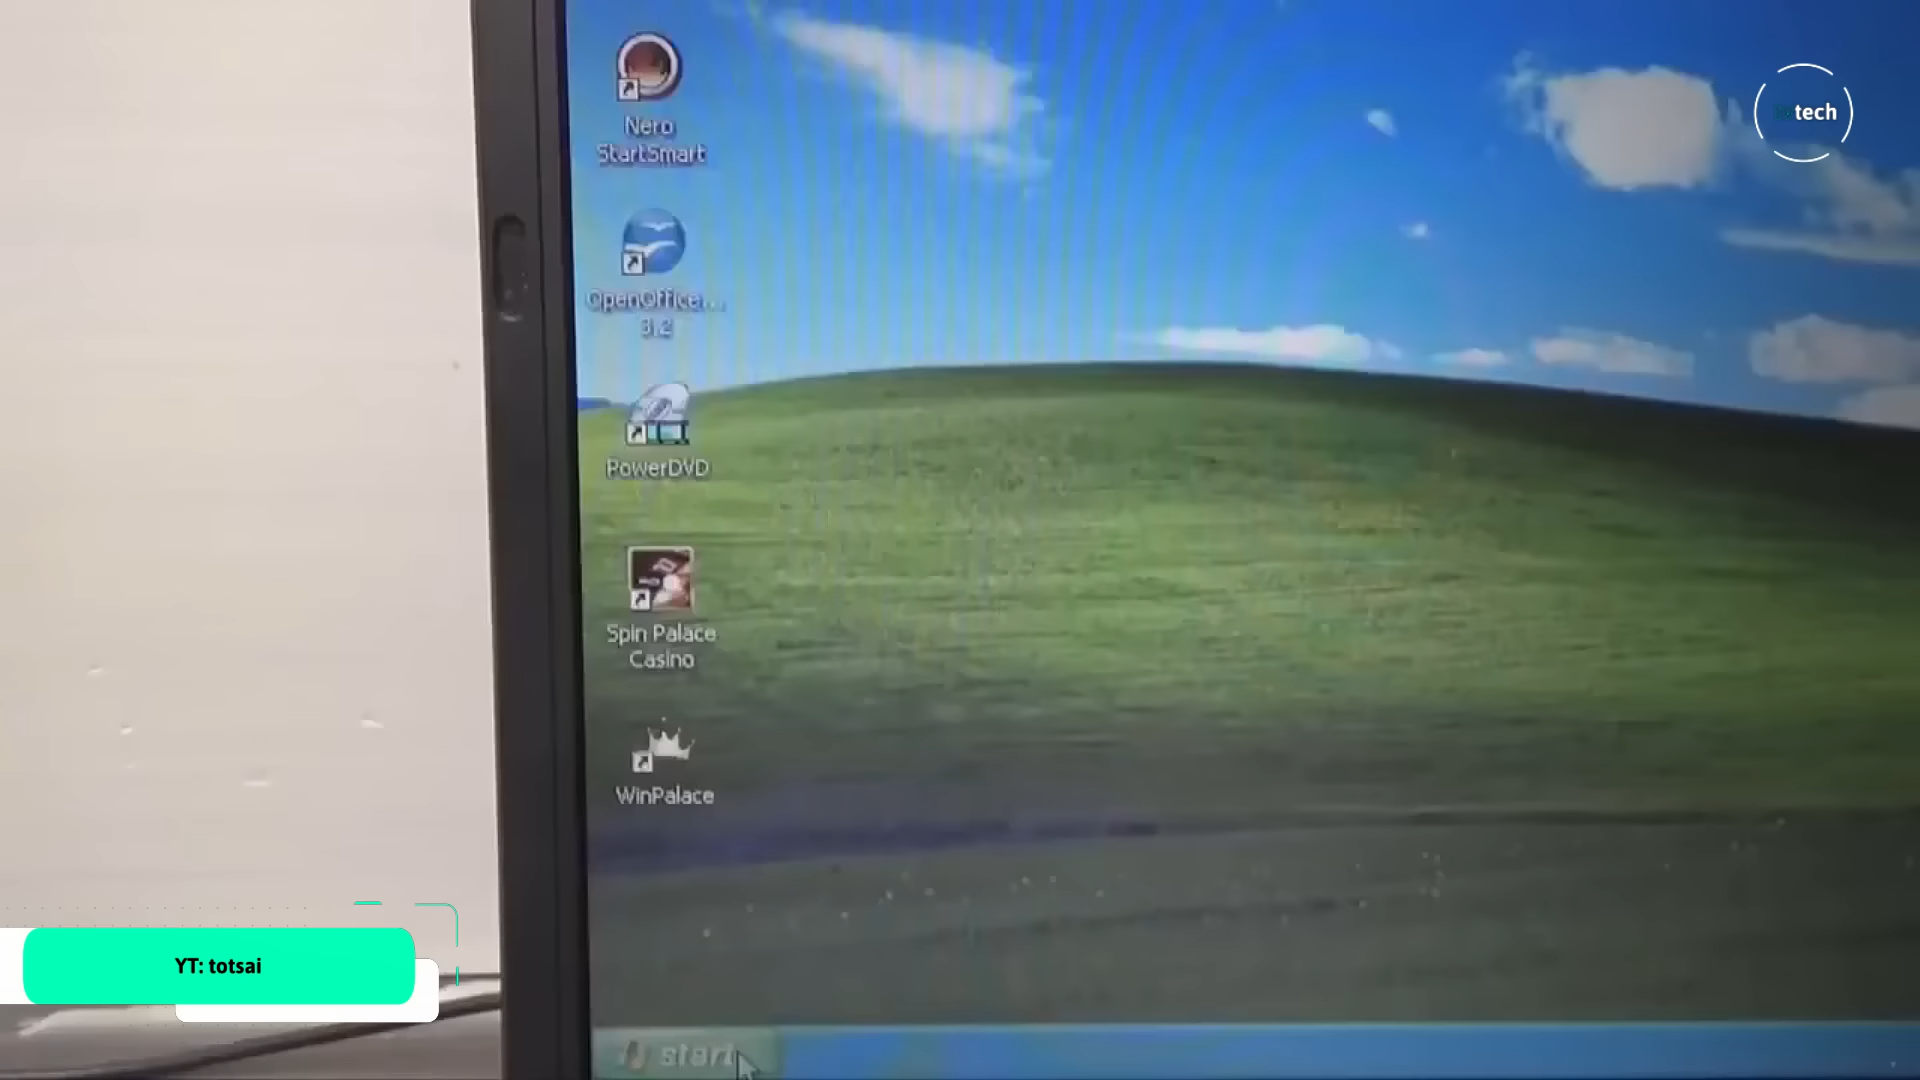 Nero
StartSmart
OpenOffice....
3.2
PowerDVD
Spin Palace
Casino
WinPalace
start
tech
YT: totsai